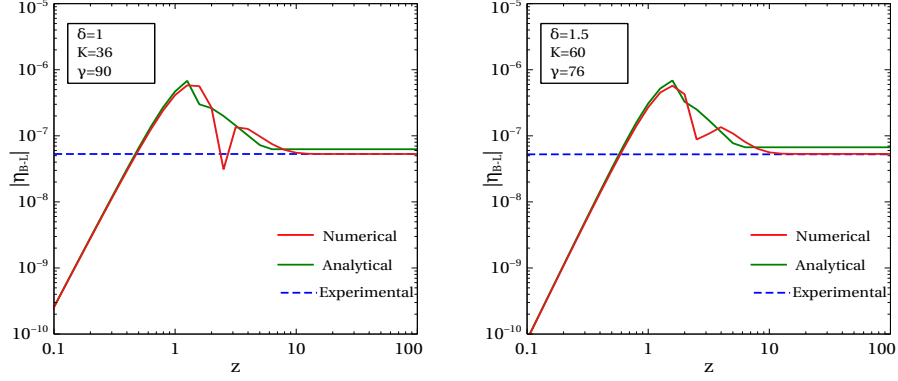 10⁻⁵
10⁻⁶
10⁻⁷
10⁻⁸
10⁻⁹
10⁻¹⁰
|η_B-L|
δ=1
K=36
γ=90
Numerical
Analytical
Experimental
0.1 1 10 100
z
10⁻⁵
10⁻⁶
10⁻⁷
10⁻⁸
10⁻⁹
10⁻¹⁰
|η_B-L|
δ=1.5
K=60
γ=76
Numerical
Analytical
Experimental
0.1 1 10 100
z